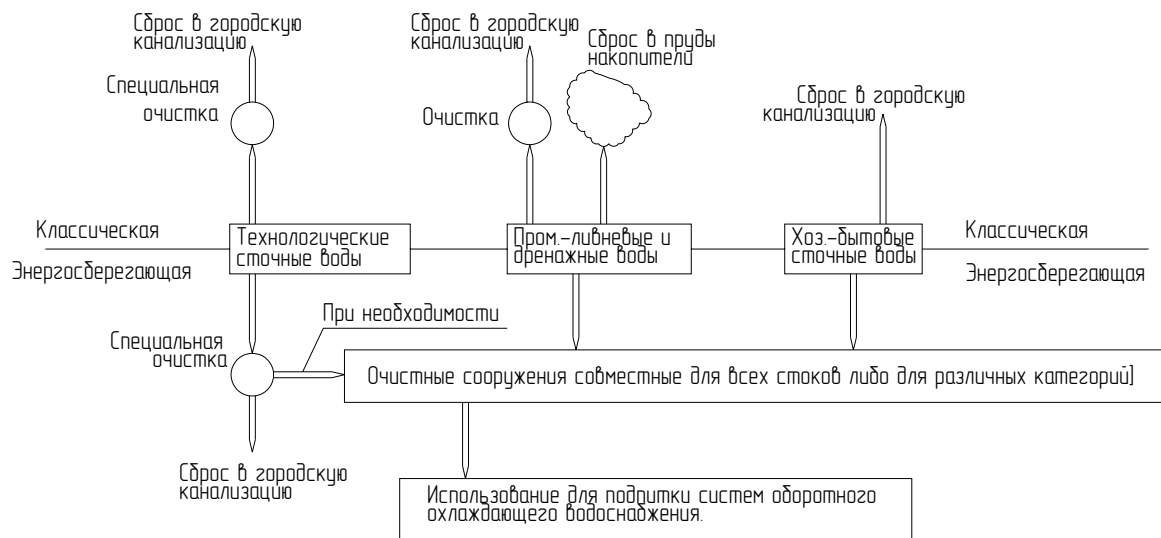 Сброс в городскую
канализацию
Сброс в городскую
канализацию
Сброс в пруды
накопители
Специальная
очистка
Очистка
Сброс в городскую
канализацию
Классическая
Энергосберегающая
Технологические
сточные воды
Пром.-ливневые и
дренажные воды
Хоз.-бытовые
сточные воды
Классическая
Энергосберегающая
При необходимости
Специальная
очистка
Очистные сооружения совместные для всех стоков либо для различных категорий]
Сброс в городскую
канализацию
Использование для подпитки систем оборотного
охлаждающего водоснабжения.